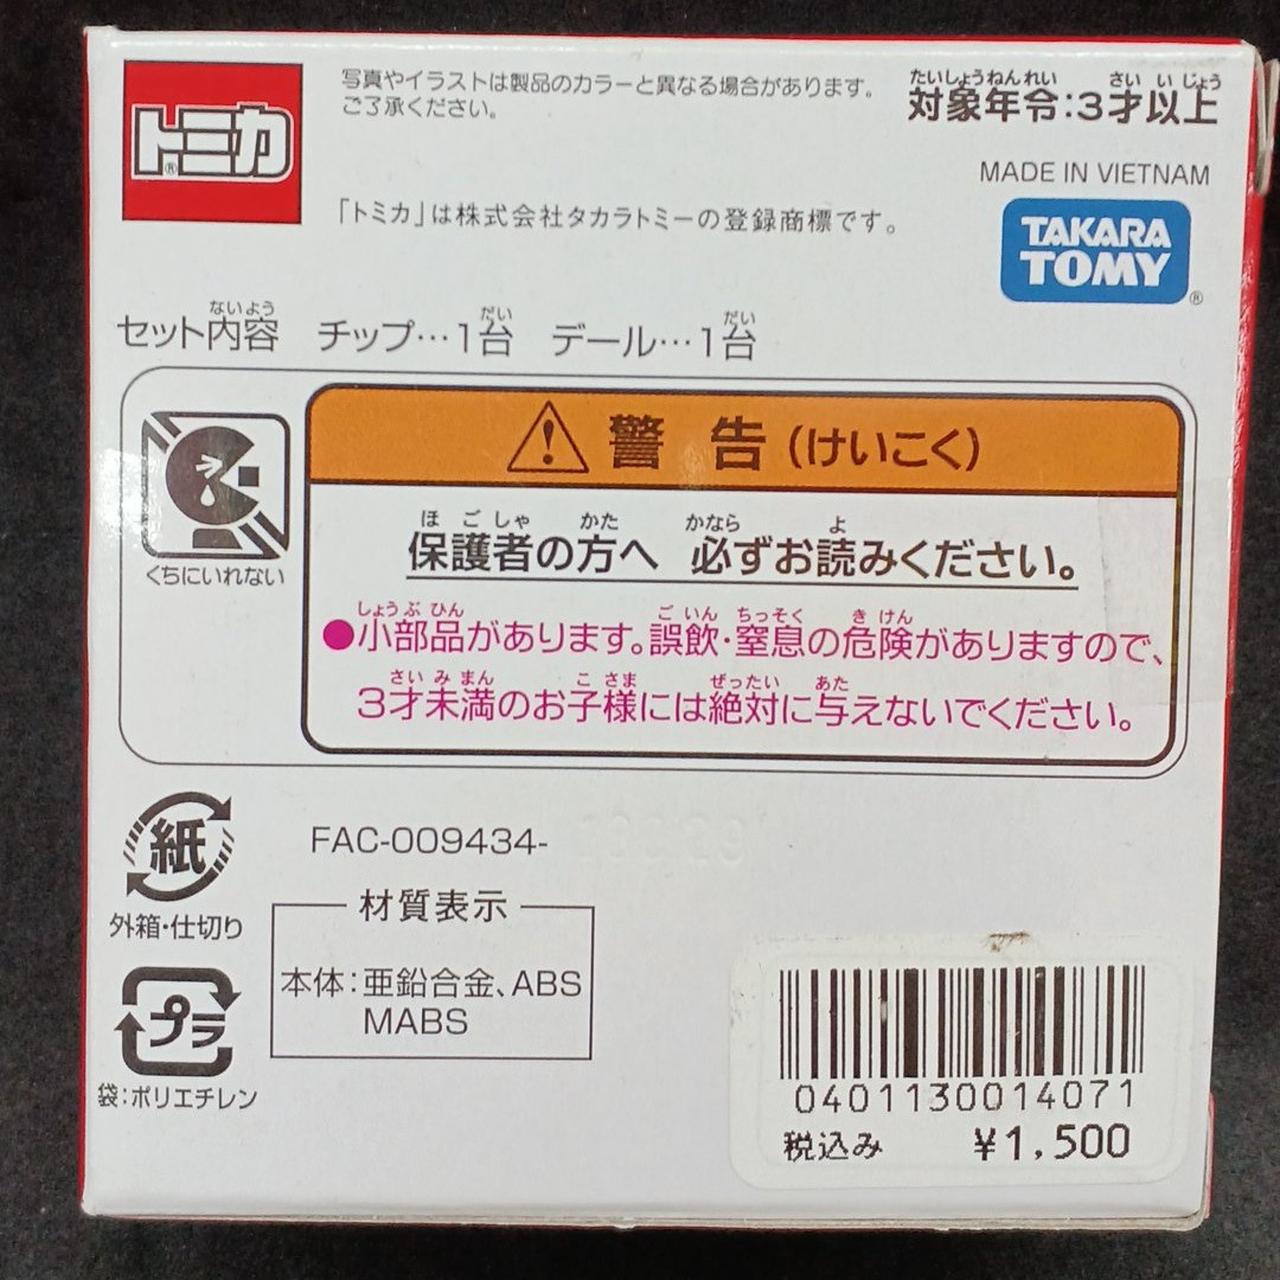 トミカ®
写真やイラストは製品のカラーと異なる場合があります。
ご了承ください。
たいしょうねんれい さいいじょう
対象年令:3才以上
MADE IN VIETNAM
「トミカ」は株式会社タカラトミーの登録商標です。
TAKARA
TOMY®
ないよう だい だい
セット内容 チップ…1台 デール…1台
くちにいれない
警告(けいこく)
ほごしゃ かた かなら よ
保護者の方へ 必ずお読みください。
しょうぶひん ごいん ちっそく きけん
●小部品があります。誤飲・窒息の危険がありますので、
さいみまん こさま ぜったい あた
3才未満のお子様には絶対に与えないでください。
紙
外箱・仕切り
プラ
袋:ポリエチレン
FAC-009434-
材質表示
本体:亜鉛合金、ABS
MABS
0401130014071
税込み ¥1,500